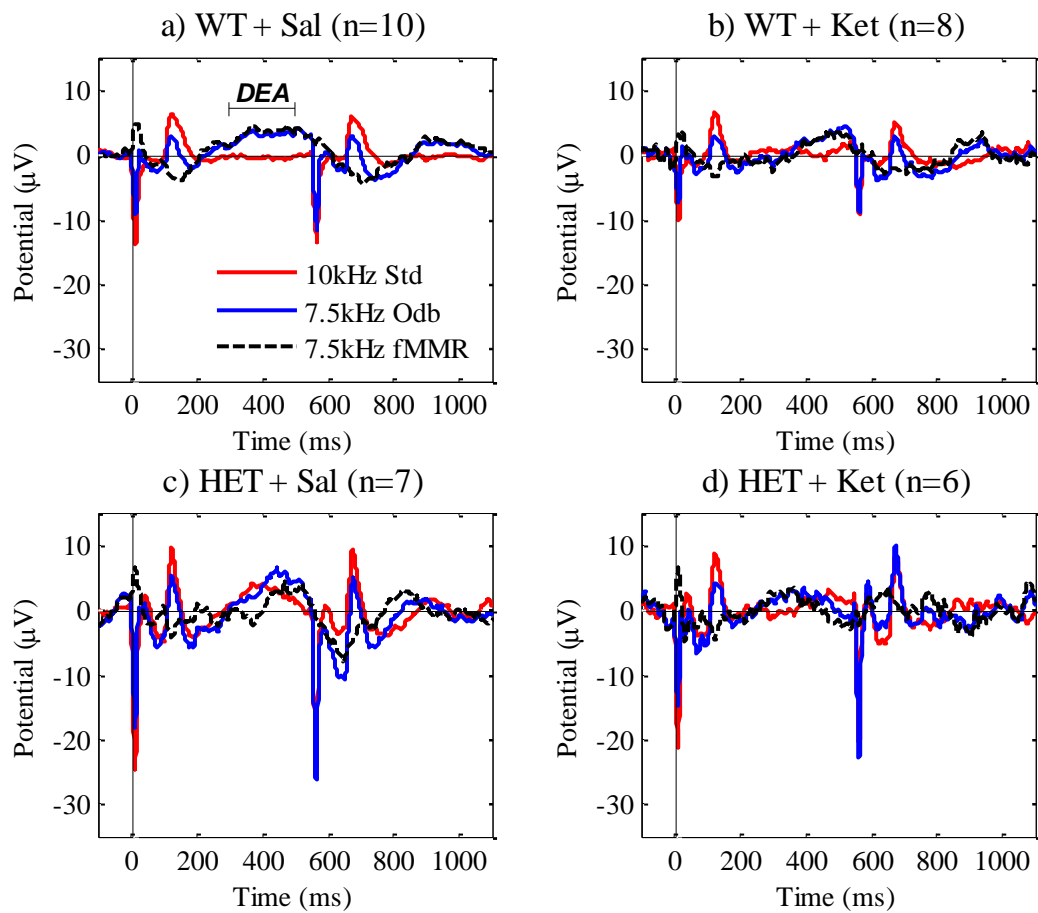 a) WT + Sal (n=10)
b) WT + Ket (n=8)
10
0
-10
-20
-30
Potential (µV)
DEA
10kHz Std
7.5kHz Odb
7.5kHz fMMR
0 200 400 600 800 1000
Time (ms)
10
0
-10
-20
-30
Potential (µV)
0 200 400 600 800 1000
Time (ms)
c) HET + Sal (n=7)
d) HET + Ket (n=6)
10
0
-10
-20
-30
Potential (µV)
0 200 400 600 800 1000
Time (ms)
10
0
-10
-20
-30
Potential (µV)
0 200 400 600 800 1000
Time (ms)